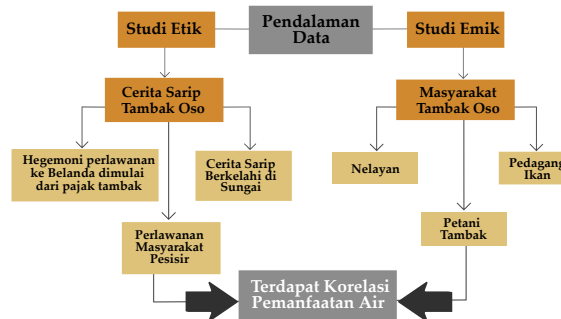 Pendalaman
Data
Studi Etik
Studi Emik
Cerita Sarip
Tambak Oso
Masyarakat
Tambak Oso
Hegemoni perlawanan
ke Belanda dimulai
dari pajak tambak
Cerita Sarip
Berkelahi di
Sungai
Nelayan
Pedagang
Ikan
Perlawanan
Masyarakat
Pesisir
Petani
Tambak
Terdapat Korelasi
Pemanfaatan Air